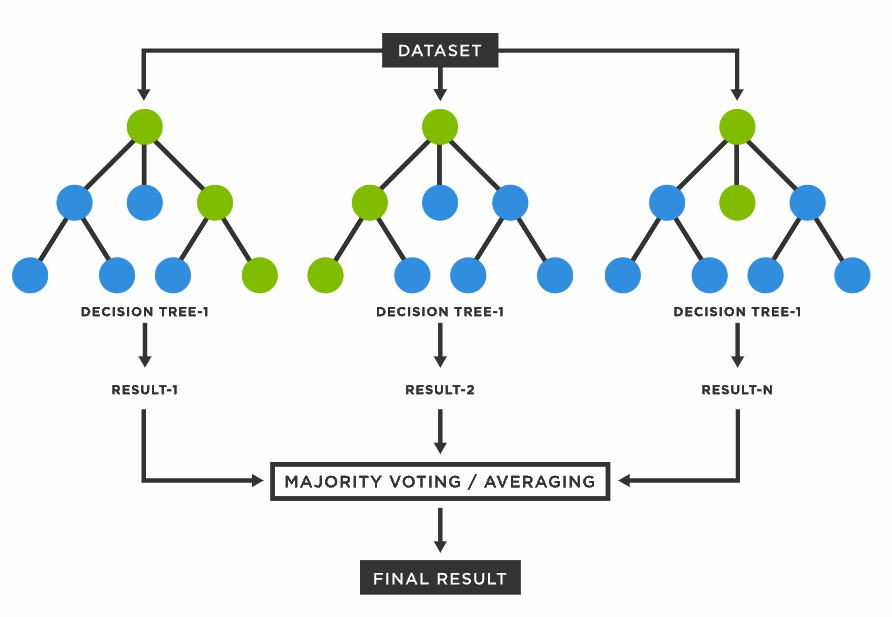 DATASET
DECISION TREE-1
DECISION TREE-1
DECISION TREE-1
RESULT-1
RESULT-2
RESULT-N
MAJORITY VOTING / AVERAGING
FINAL RESULT